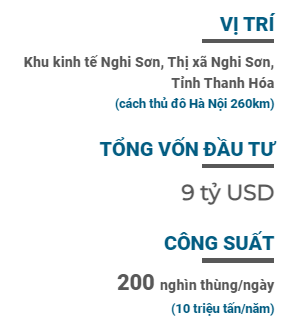 VỊ TRÍ
Khu kinh tế Nghi Sơn, Thị xã Nghi Sơn,
Tỉnh Thanh Hóa
(cách thủ đô Hà Nội 260km)
TỔNG VỐN ĐẦU TƯ
9 tỷ USD
CÔNG SUẤT
200 nghìn thùng/ngày
(10 triệu tấn/năm)